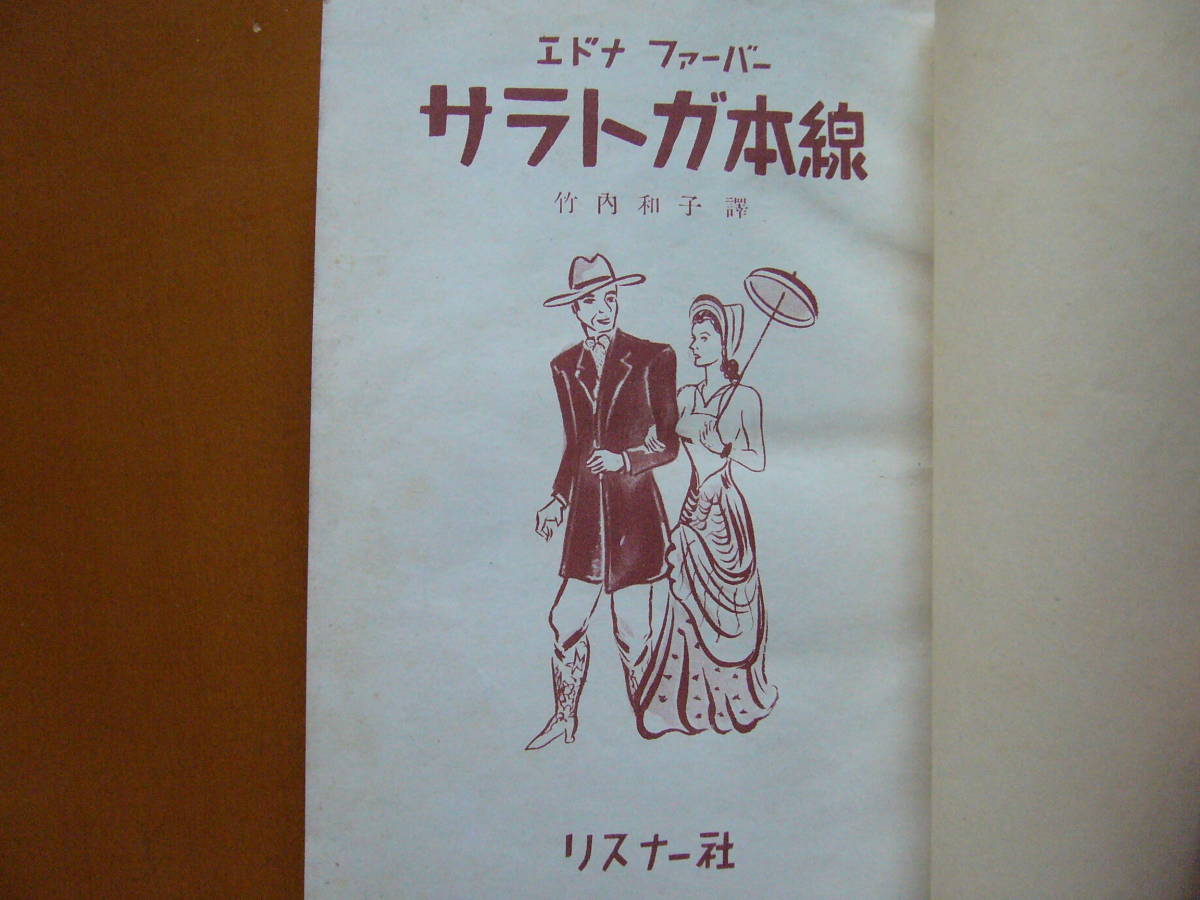 エドナ ファーバー
サラトガ本線
竹内和子譯
リスナー社